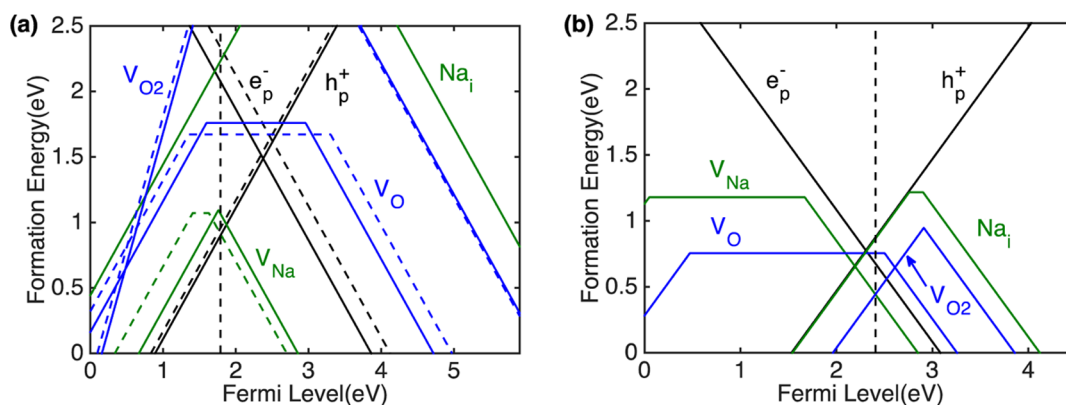 (a)
Formation Energy(eV)
2.5
2
1.5
1
0.5
0
V_O2
e_p^-
h_p^+
Na_i
V_O
V_Na
0 1 2 3 4 5
Fermi Level(eV)
(b)
Formation Energy(eV)
2.5
2
1.5
1
0.5
0
e_p^-
h_p^+
V_Na
V_O
Na_i
V_O2
0 1 2 3 4
Fermi Level(eV)